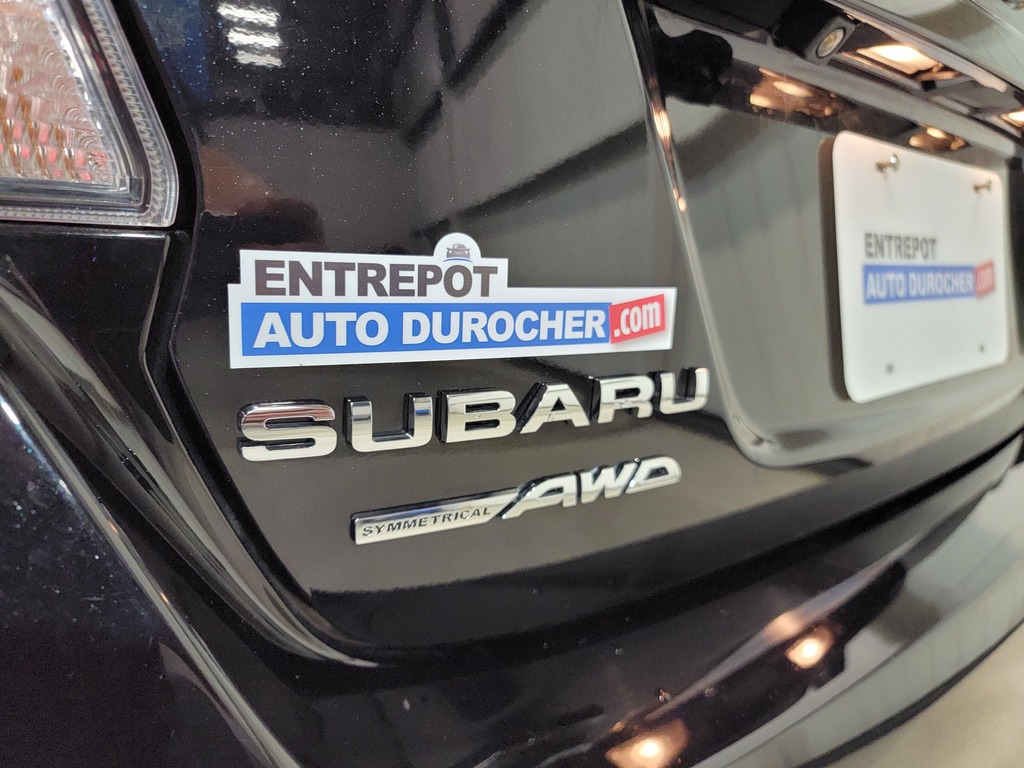 ENTREPOT
AUTO DUROCHER.com
SUBARU
SYMMETRICAL AWD
ENTREPOT
AUTO DUROCHER.com